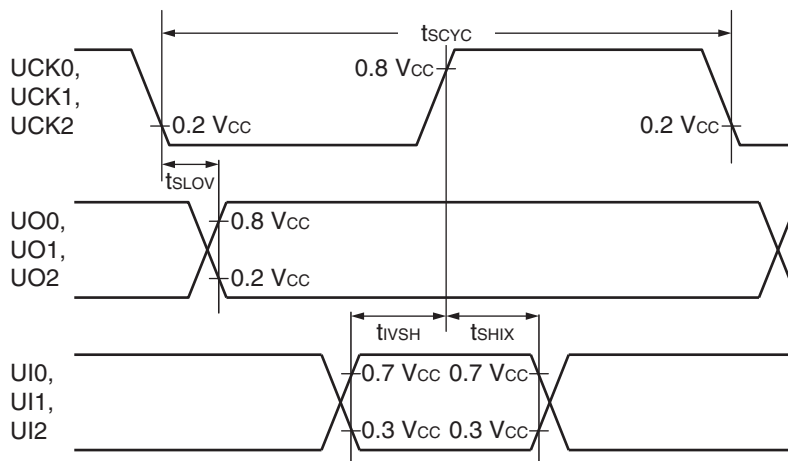 tSCYC
UCK0,
UCK1,
UCK2
0.8 VCC
0.2 VCC
0.2 VCC
tSLOV
UO0,
UO1,
UO2
0.8 VCC
0.2 VCC
tIVSH
tSHIX
UI0,
UI1,
UI2
0.7 VCC
0.7 VCC
0.3 VCC
0.3 VCC